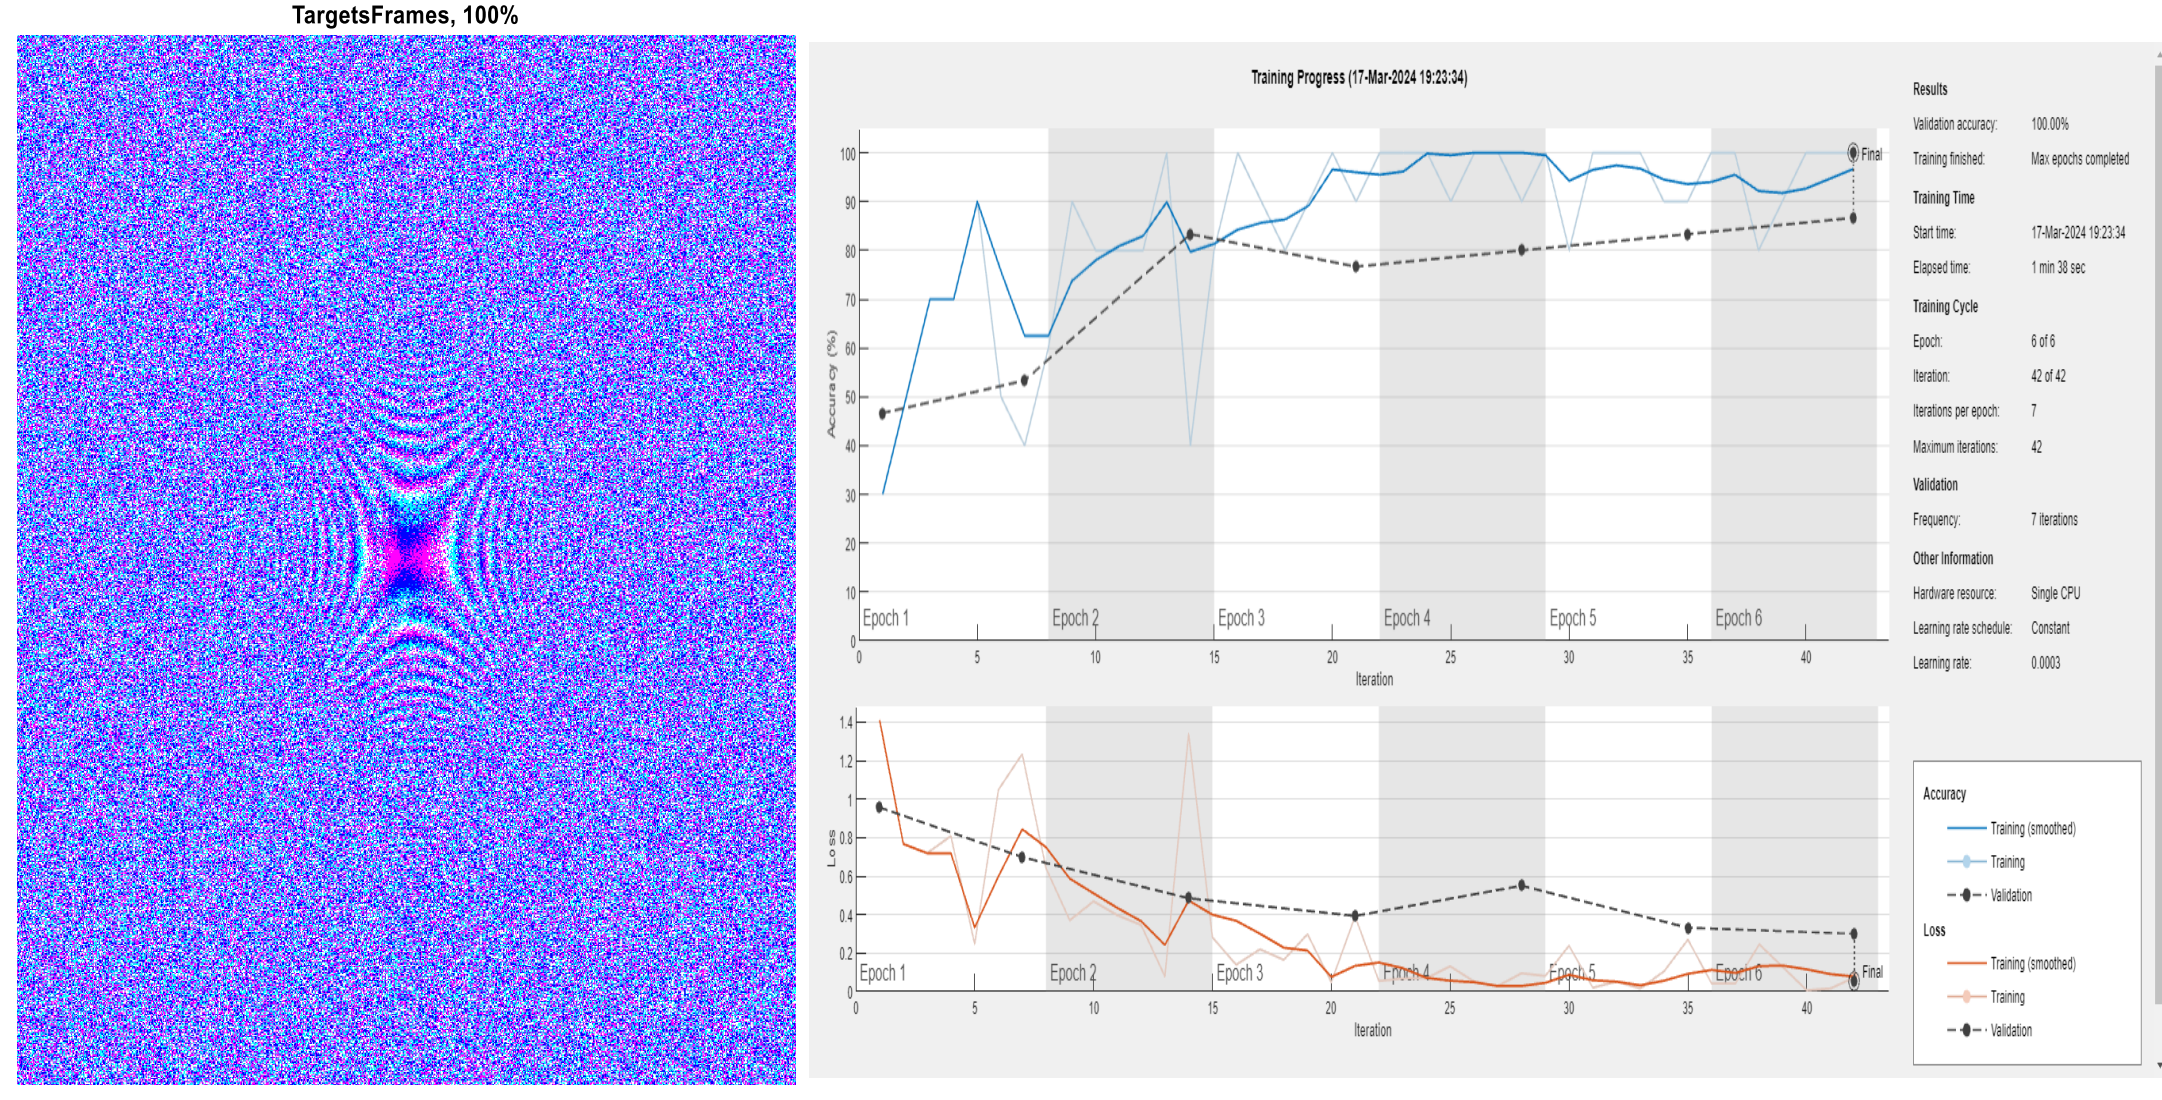 TargetsFrames, 100%
Training Progress (17-Mar-2024 19:23:34)
100
90
80
70
60
50
40
30
20
10
0
Accuracy (%)
Final
Epoch 1
Epoch 2
Epoch 3
Epoch 4
Epoch 5
Epoch 6
0
5
10
15
20
25
30
35
40
Iteration
1.4
1.2
1
0.8
0.6
0.4
0.2
0
Loss
Final
Epoch 1
Epoch 2
Epoch 3
Epoch 4
Epoch 5
Epoch 6
0
5
10
15
20
25
30
35
40
Iteration
Results
Validation accuracy: 100.00%
Training finished: Max epochs completed
Training Time
Start time: 17-Mar-2024 19:23:34
Elapsed time: 1 min 38 sec
Training Cycle
Epoch: 6 of 6
Iteration: 42 of 42
Iterations per epoch: 7
Maximum iterations: 42
Validation
Frequency: 7 iterations
Other Information
Hardware resource: Single CPU
Learning rate schedule: Constant
Learning rate: 0.0003
Accuracy
Training (smoothed)
Training
Validation
Loss
Training (smoothed)
Training
Validation